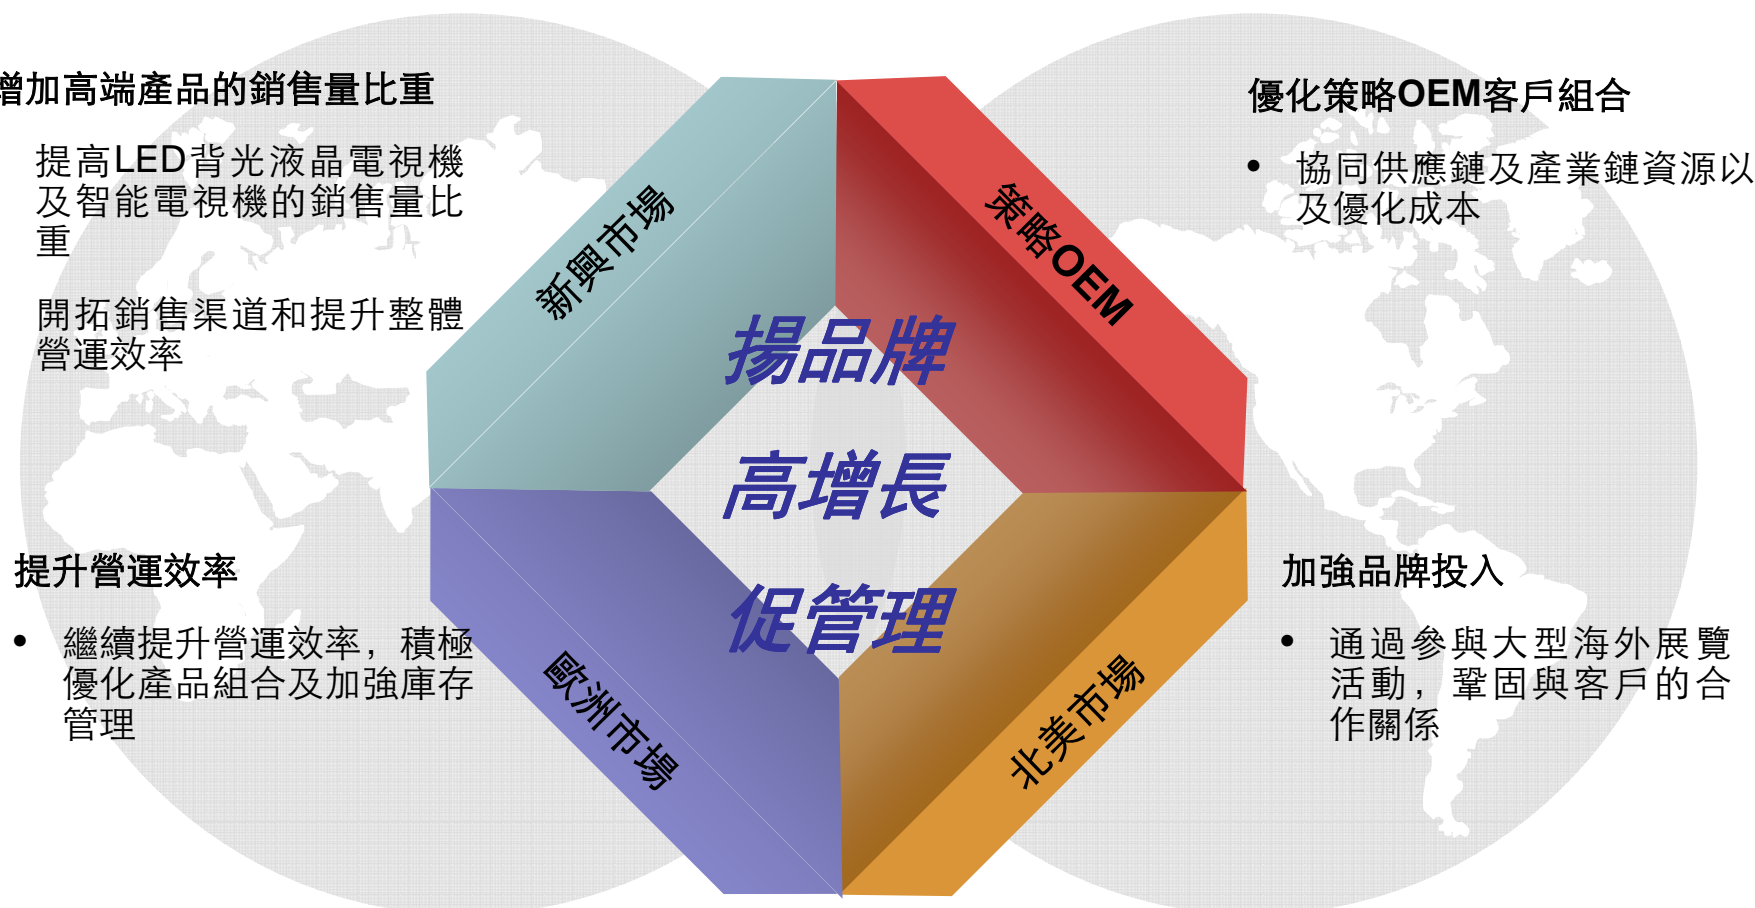 增加高端產品的銷售量比重
提高LED背光液晶電視機
及智能電視機的銷售量比
重
開拓銷售渠道和提升整體
營運效率
新興市場
策略OEM
優化策略OEM客戶組合
• 協同供應鏈及產業鏈資源以
及優化成本
揚品牌
高增長
促管理
提升營運效率
• 繼續提升營運效率，積極
優化產品組合及加強庫存
管理
歐洲市場
北美市場
加強品牌投入
• 通過參與大型海外展覽
活動，鞏固與客戶的合
作關係